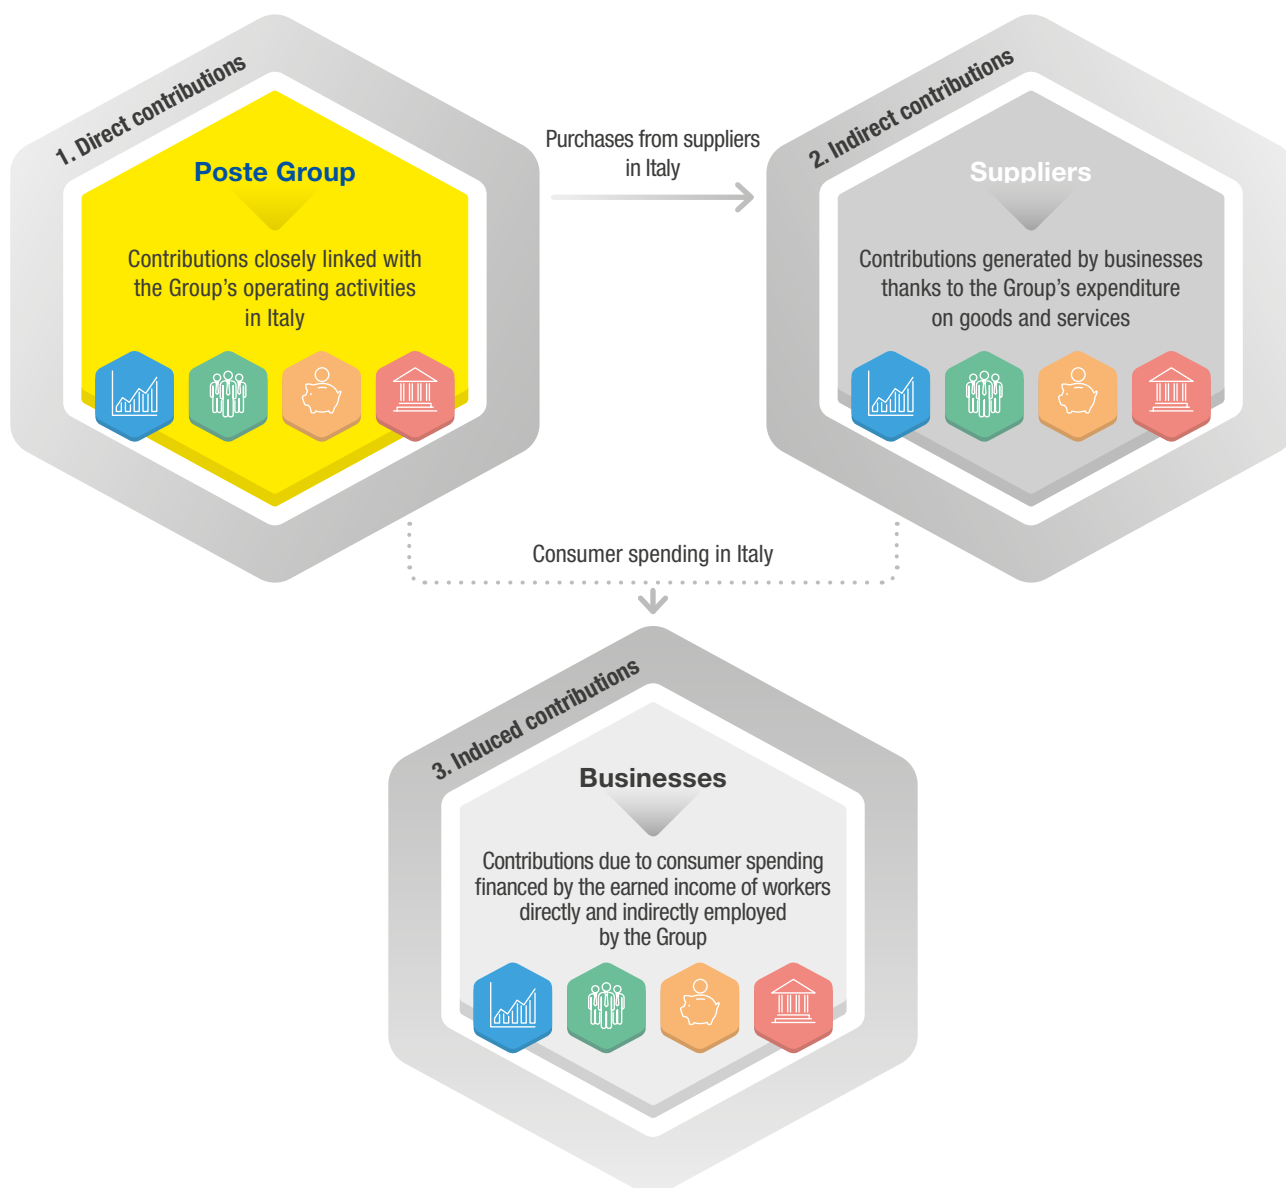 1. Direct contributions
Poste Group
Contributions closely linked with
the Group's operating activities
in Italy
Purchases from suppliers
in Italy
2. Indirect contributions
Suppliers
Contributions generated by businesses
thanks to the Group's expenditure
on goods and services
Consumer spending in Italy
3. Induced contributions
Businesses
Contributions due to consumer spending
financed by the earned income of workers
directly and indirectly employed
by the Group